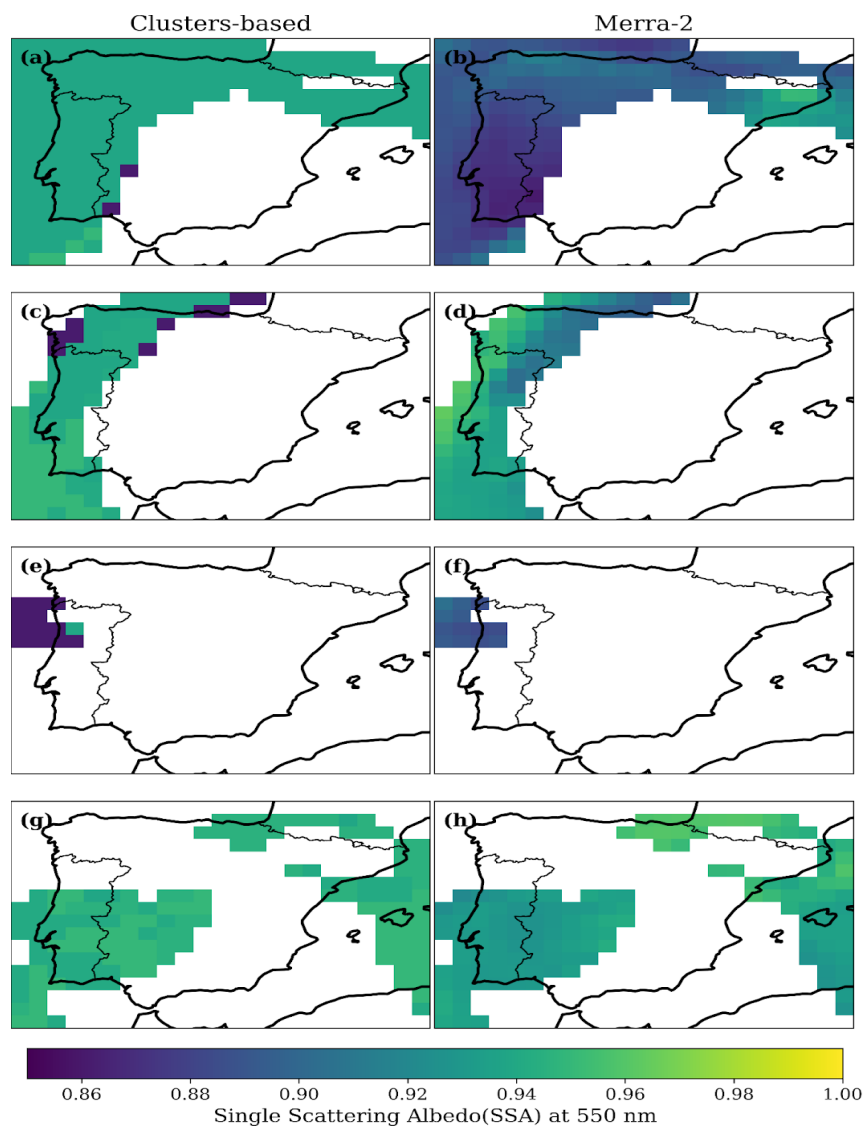 Clusters-based
Merra-2
(a)
(b)
(c)
(d)
(e)
(f)
(g)
(h)
0.86 0.88 0.90 0.92 0.94 0.96 0.98 1.00
Single Scattering Albedo(SSA) at 550 nm